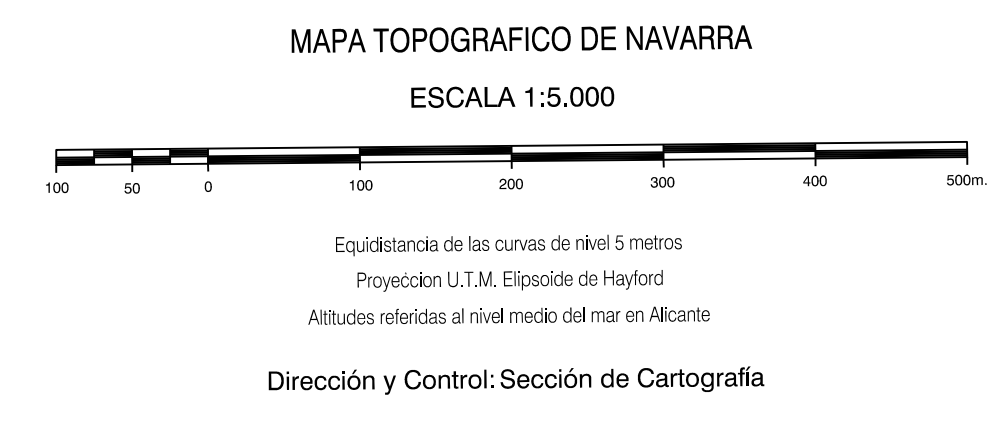 MAPA TOPOGRAFICO DE NAVARRA
ESCALA 1:5.000
100 50 0 100 200 300 400 500m.
Equidistancia de las curvas de nivel 5 metros
Proyeccion U.T.M. Elipsoide de Hayford
Altitudes referidas al nivel medio del mar en Alicante
Dirección y Control: Sección de Cartografía